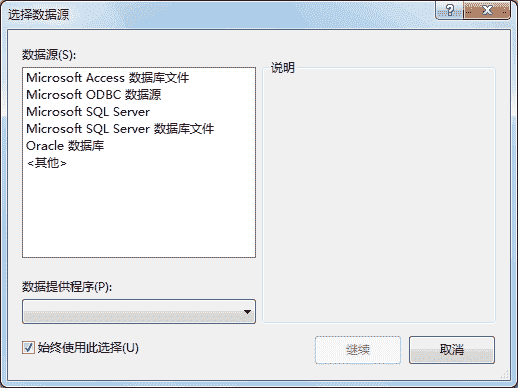 选择数据源
数据源(S):
Microsoft Access 数据库文件
Microsoft ODBC 数据源
Microsoft SQL Server
Microsoft SQL Server 数据库文件
Oracle 数据库
<其他>
说明
数据提供程序(P):
始终使用此选择(U)
继续
取消